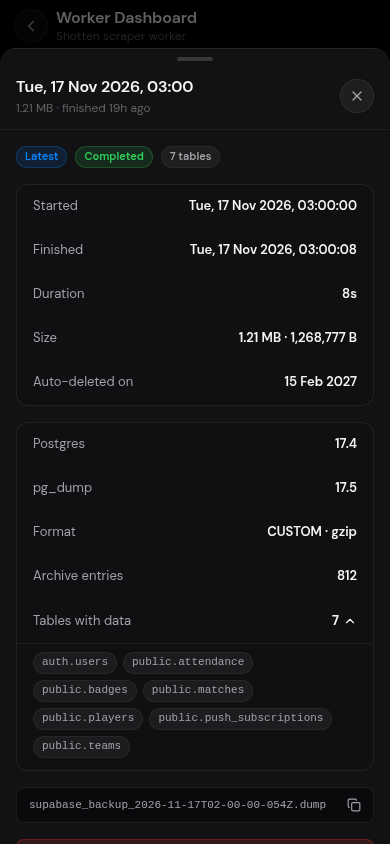 Worker Dashboard
Shotten scraper worker
Tue, 17 Nov 2026, 03:00
1.21 MB · finished 19h ago
Latest Completed 7 tables
Started Tue, 17 Nov 2026, 03:00:00
Finished Tue, 17 Nov 2026, 03:00:08
Duration 8s
Size 1.21 MB · 1,268,777 B
Auto-deleted on 15 Feb 2027
Postgres 17.4
pg_dump 17.5
Format CUSTOM · gzip
Archive entries 812
Tables with data 7
auth.users public.attendance
public.badges public.matches
public.players public.push_subscriptions
public.teams
supabase_backup_2026-11-17T02-00-00-054Z.dump